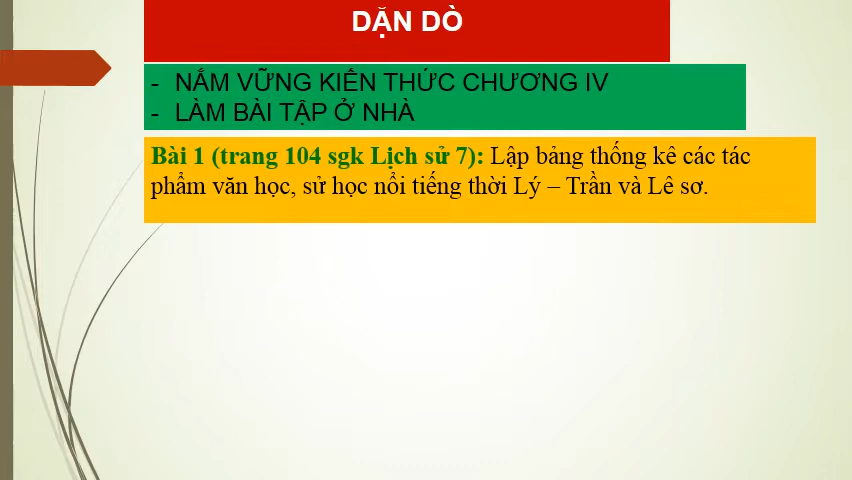 DẶN DÒ
- NẮM VỮNG KIẾN THỨC CHƯƠNG IV
- LÀM BÀI TẬP Ở NHÀ
Bài 1 (trang 104 sgk Lịch sử 7): Lập bảng thống kê các tác
phẩm văn học, sử học nổi tiếng thời Lý – Trần và Lê sơ.